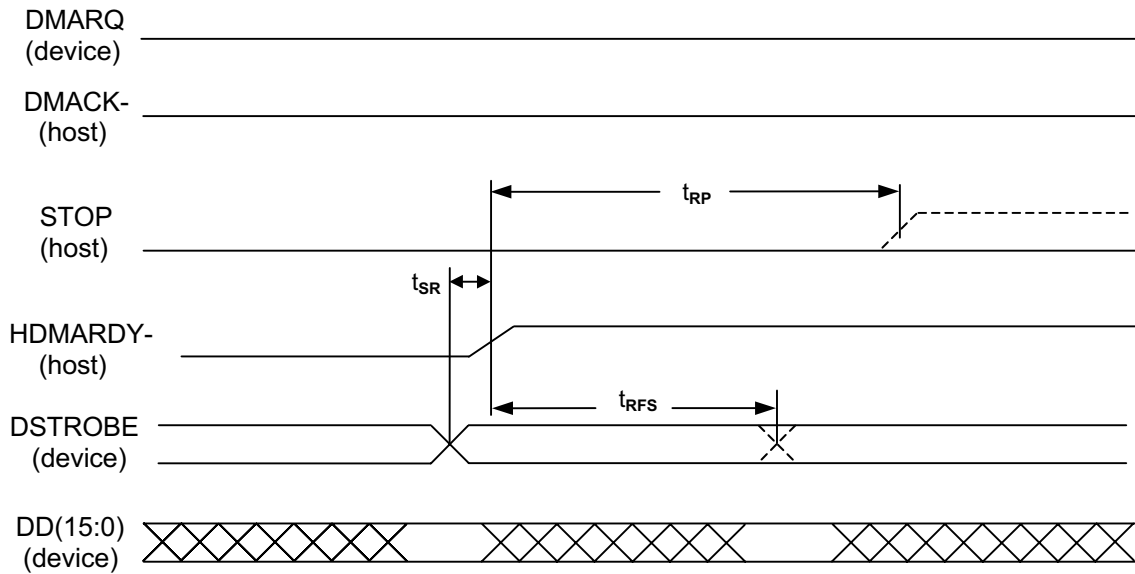 DMARQ
(device)
DMACK-
(host)
tRP
STOP
(host)
tSR
HDMARDY-
(host)
tRFS
DSTROBE
(device)
DD(15:0)
(device)